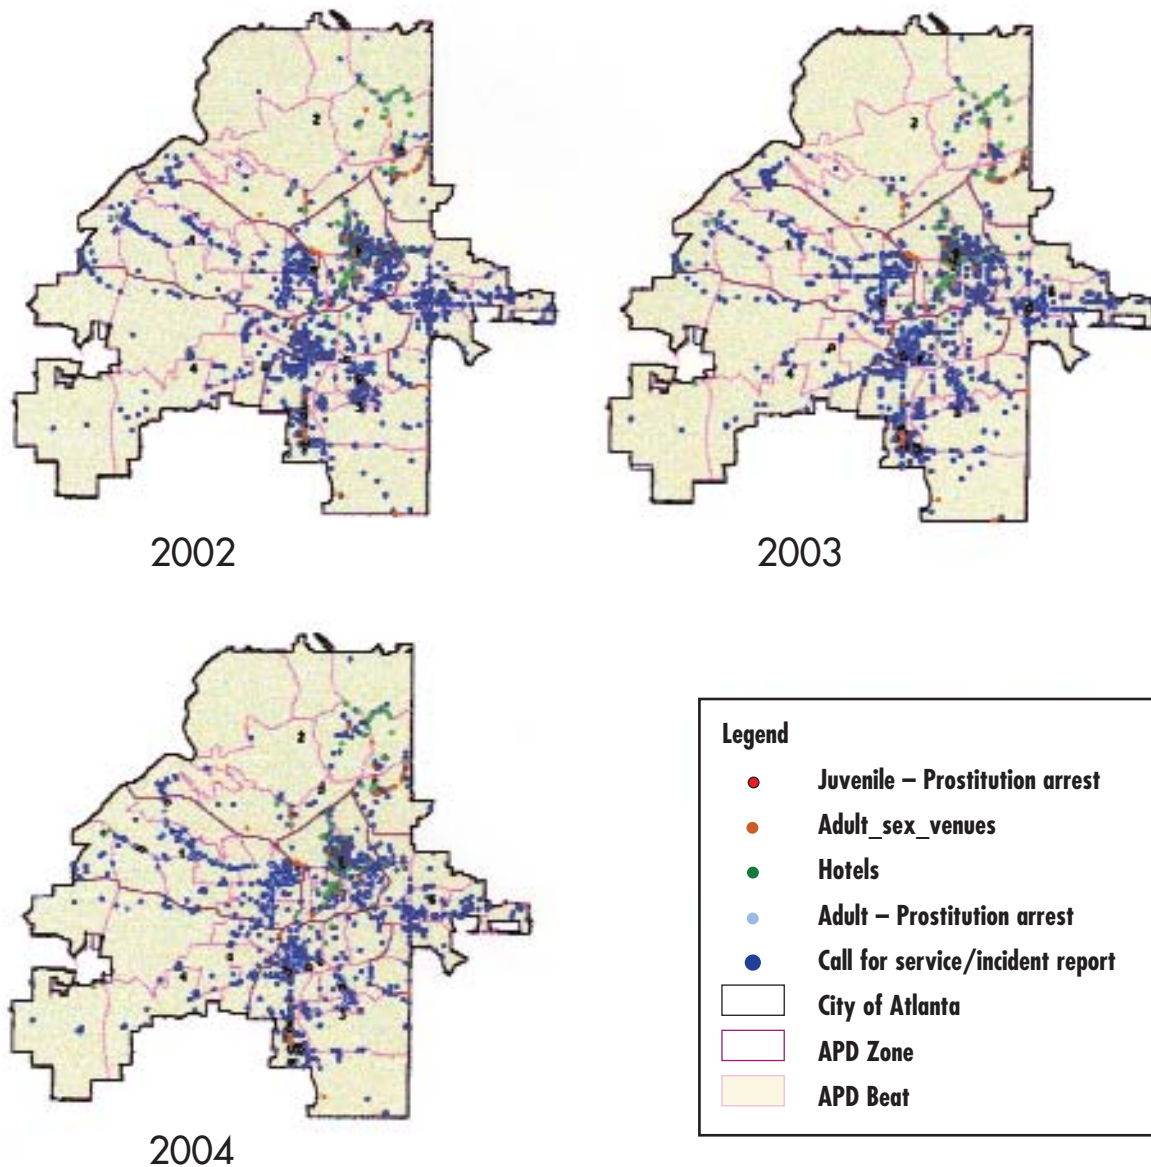 2002
2003
2004
Legend
Juvenile – Prostitution arrest
Adult_sex_venues
Hotels
Adult – Prostitution arrest
Call for service/incident report
City of Atlanta
APD Zone
APD Beat